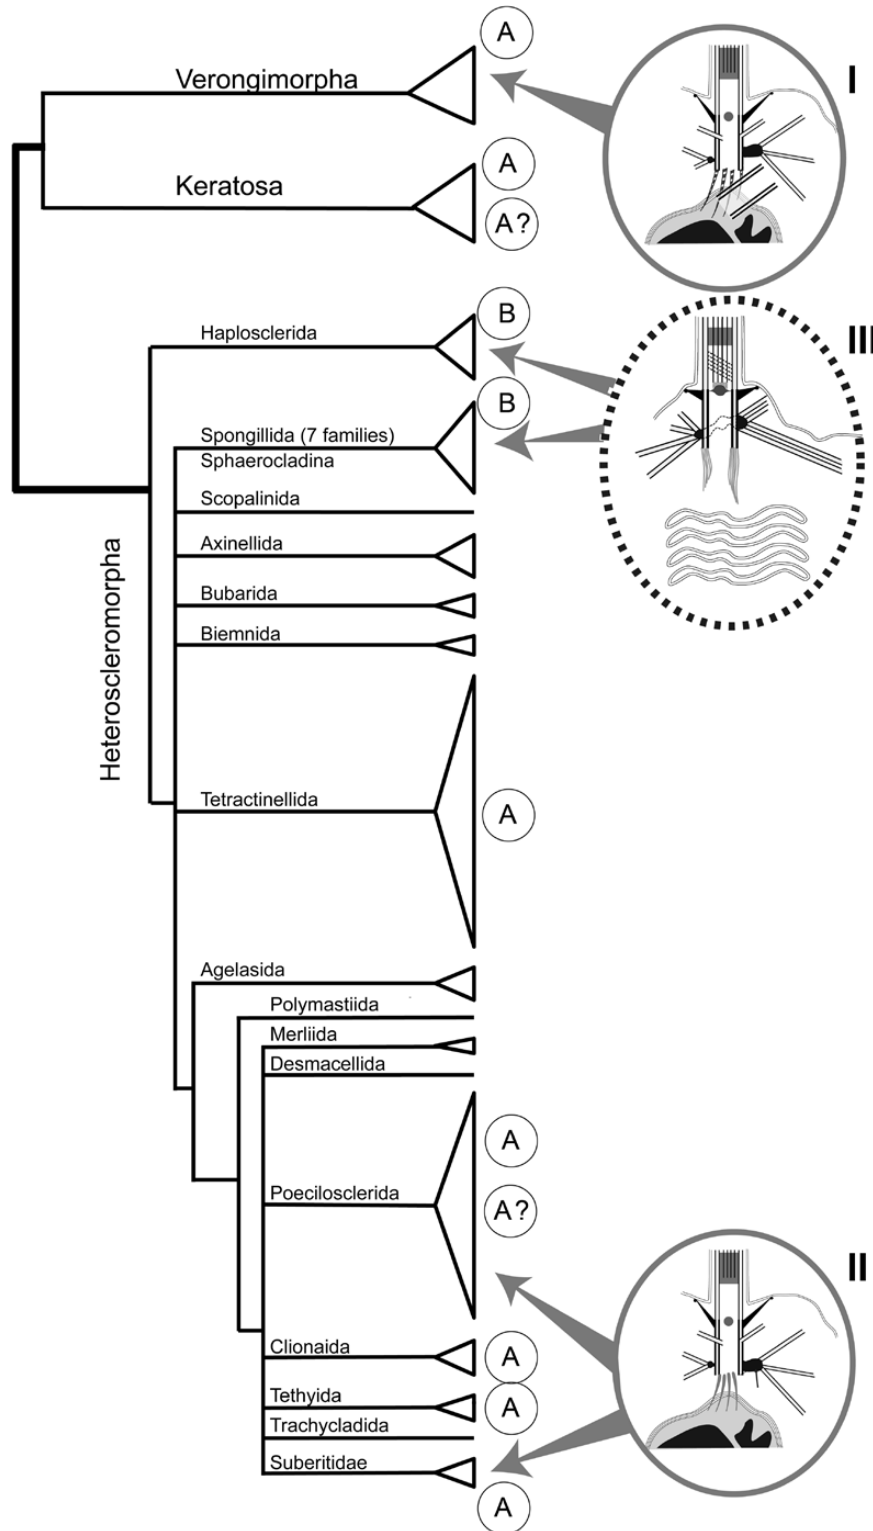 A
Verongimorpha
I
A
Keratosa
A?
B
Haplosclerida
III
B
Spongillida (7 families)
Sphaerocladina
Scopalinida
Axinellida
Heteroscleromorpha
Bubarida
Biemnida
Tetractinellida
A
Agelasida
Polymastiida
Merliida
Desmacellida
A
Poecilosclerida
A?
II
Clionaida
A
Tethyida
A
Trachycladida
Suberitidae
A